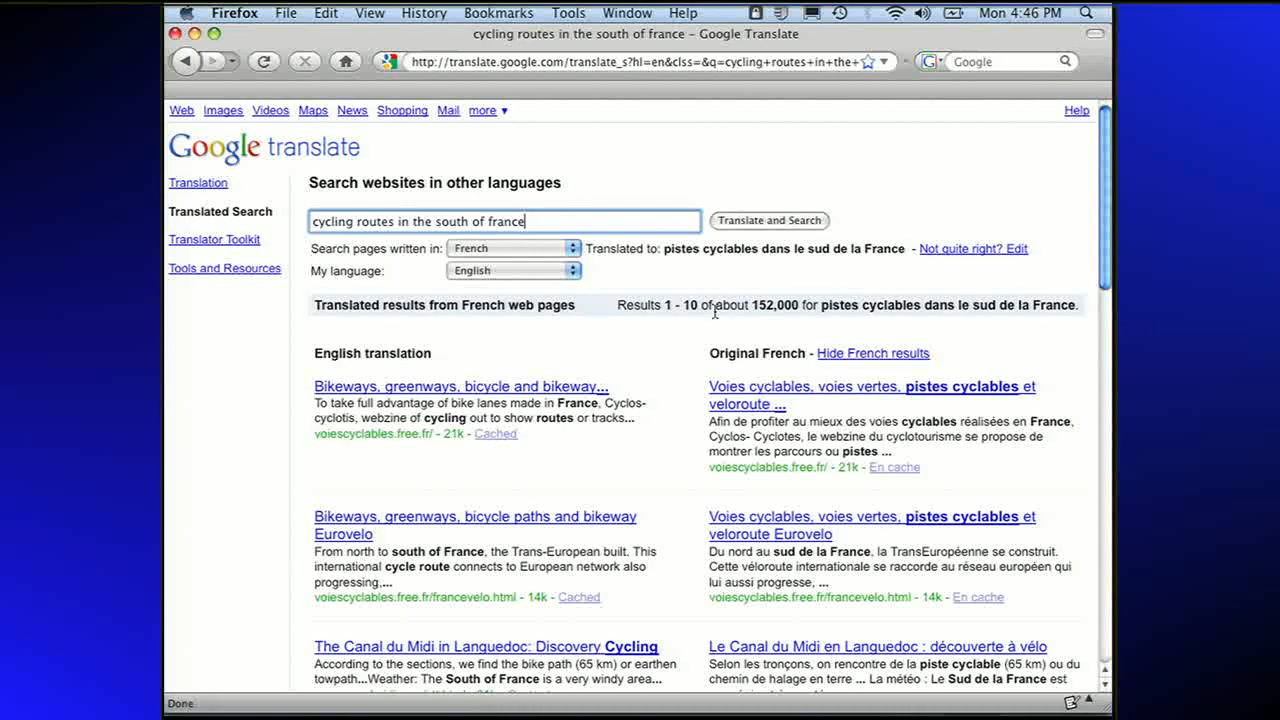 Firefox File Edit View History Bookmarks Tools Window Help Mon 4:46 PM
cycling routes in the south of france – Google Translate
http://translate.google.com/translate_s?hl=en&clss=&q=cycling+routes+in+the+ Google
Web Images Videos Maps News Shopping Mail more ▼ Help
Google translate
Translation
Translated Search
Translator Toolkit
Tools and Resources
Search websites in other languages
cycling routes in the south of france Translate and Search
Search pages written in: French Translated to: pistes cyclables dans le sud de la France - Not quite right? Edit
My language: English
Translated results from French web pages Results 1 - 10 of about 152,000 for pistes cyclables dans le sud de la France.
English translation
Bikeways, greenways, bicycle and bikeway...
To take full advantage of bike lanes made in France, Cyclos-
cyclotis, webzine of cycling out to show routes or tracks...
voiescyclables.free.fr/ - 21k - Cached
Bikeways, greenways, bicycle paths and bikeway
Eurovelo
From north to south of France, the Trans-European built. This
international cycle route connects to European network also
progressing,...
voiescyclables.free.fr/francevelo.html - 14k - Cached
The Canal du Midi in Languedoc: Discovery Cycling
According to the sections, we find the bike path (65 km) or earthen
towpath...Weather: The South of France is a very windy area...
Original French - Hide French results
Voies cyclables, voies vertes, pistes cyclables et
veloroute ...
Afin de profiter au mieux des voies cyclables réalisées en France,
Cyclos- Cyclotes, le webzine du cyclotourisme se propose de
montrer les parcours ou pistes ...
voiescyclables.free.fr/ - 21k - En cache
Voies cyclables, voies vertes, pistes cyclables et
veloroute Eurovelo
Du nord au sud de la France, la TransEuropéenne se construit.
Cette véloroute internationale se raccorde au réseau européen qui
lui aussi progresse, ...
voiescyclables.free.fr/francevelo.html - 14k - En cache
Le Canal du Midi en Languedoc : découverte à vélo
Selon les tronçons, on rencontre de la piste cyclable (65 km) ou du
chemin de halage en terre ... La météo : Le Sud de la France est
Done